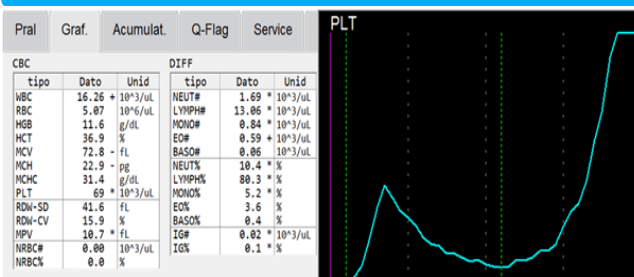 Pral Graf. Acumulat. Q-Flag Service
PLT
CBC
tipo Dato Unid
WBC 16.26 + 10^3/uL
RBC 5.07 10^6/uL
HGB 11.6 g/dL
HCT 36.9 %
MCV 72.8 - fL
MCH 22.9 - pg
MCHC 31.4 g/dL
PLT 69 * 10^3/uL
RDW-SD 41.6 fL
RDW-CV 15.9 %
MPV 10.7 * fL
NRBC# 0.00 10^3/uL
NRBC% 0.0 %
DIFF
tipo Dato Unid
NEUT# 1.69 * 10^3/uL
LYMPH# 13.06 * 10^3/uL
MONO# 0.84 * 10^3/uL
EO# 0.59 + 10^3/uL
BASO# 0.06 10^3/uL
NEUT% 10.4 * %
LYMPH% 80.3 * %
MONO% 5.2 * %
EO% 3.6 %
BASO% 0.4 %
IG# 0.02 * 10^3/uL
IG% 0.1 * %